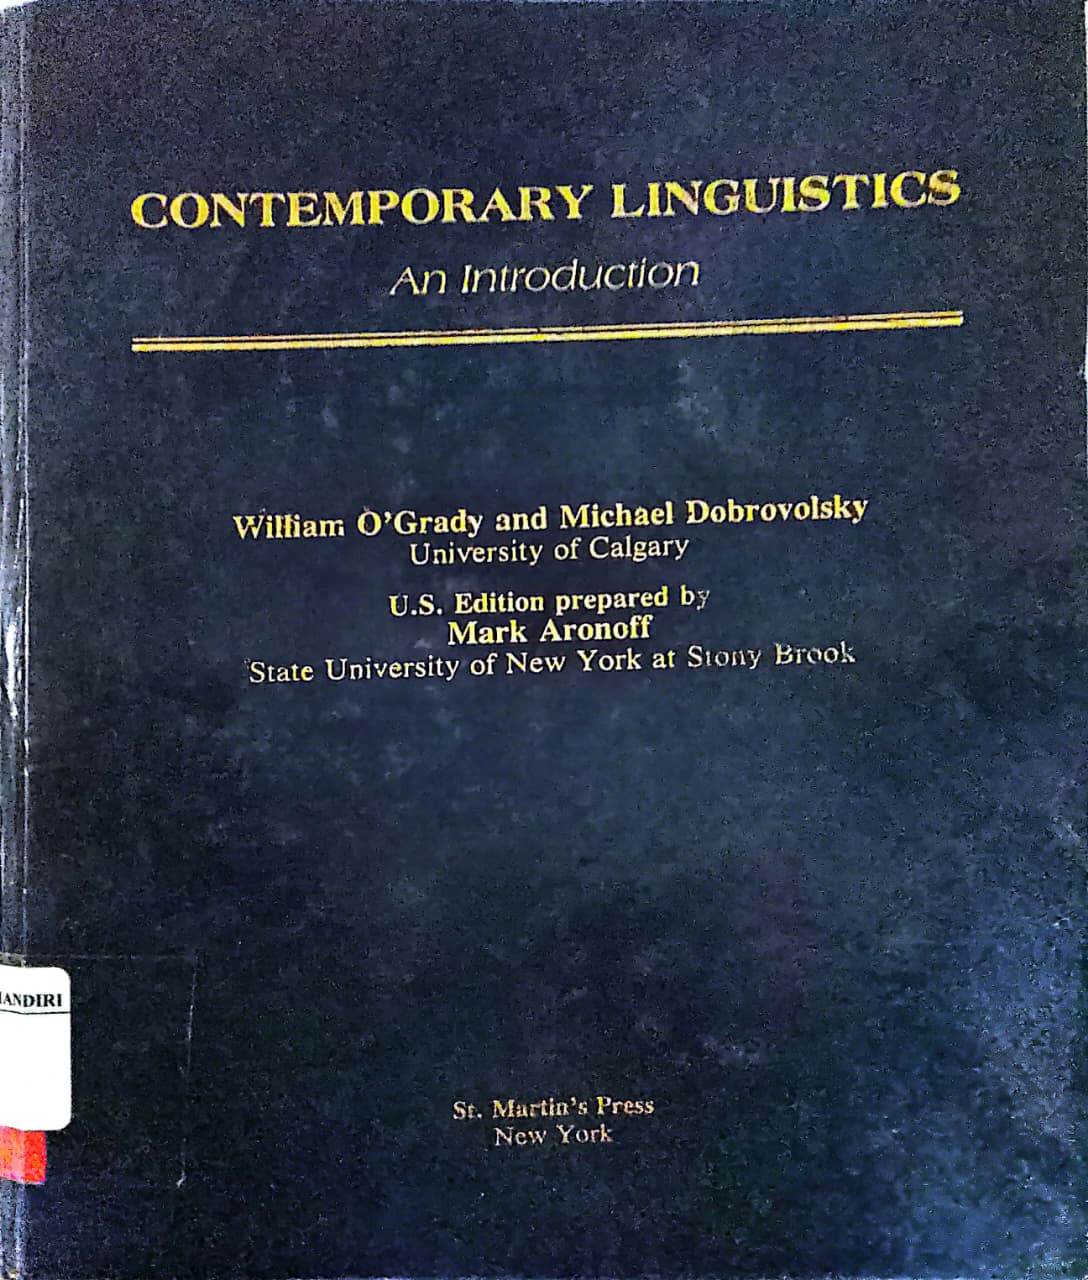 CONTEMPORARY LINGUISTICS
An Introduction
William O'Grady and Michael Dobrovolsky
University of Calgary
U.S. Edition prepared by
Mark Aronoff
State University of New York at Stony Brook
ANDIRI
St. Martin's Press
New York